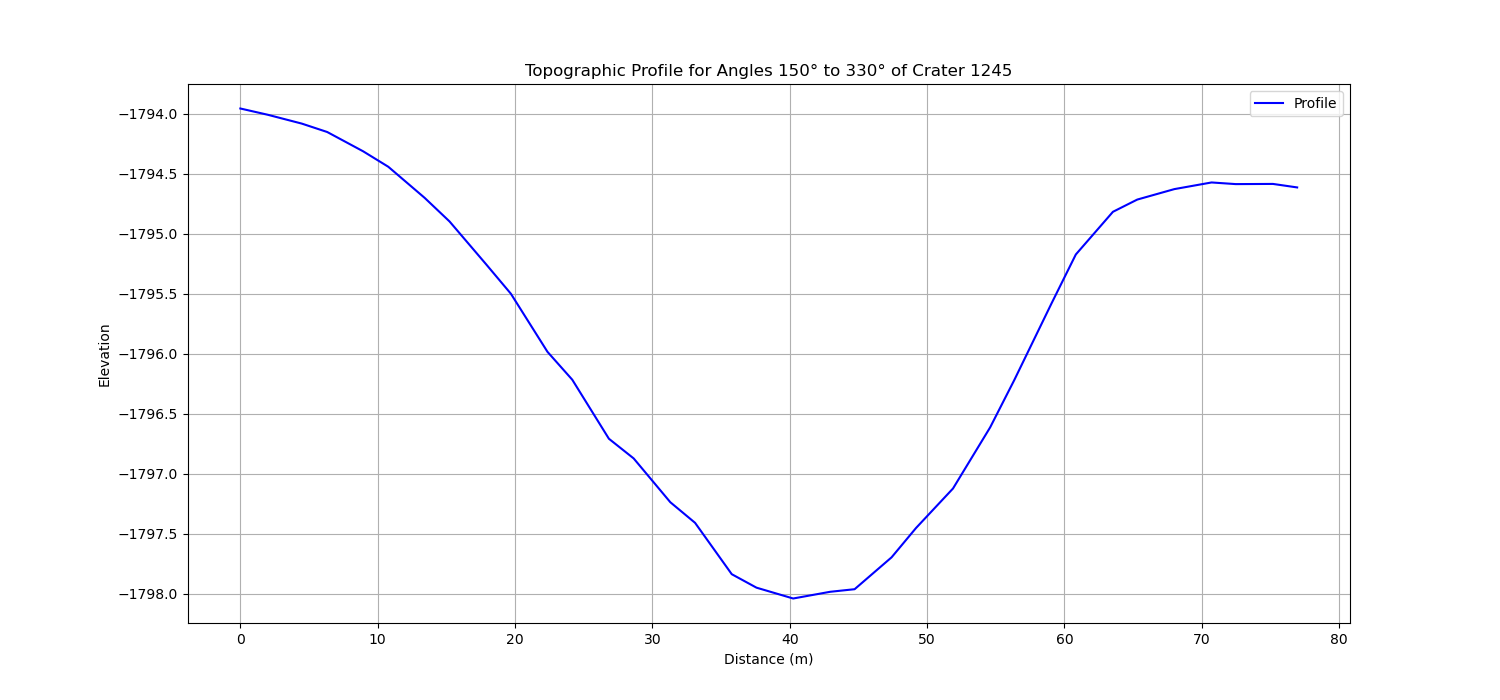 Topographic Profile for Angles 150° to 330° of Crater 1245
Profile
Elevation
−1794.0
−1794.5
−1795.0
−1795.5
−1796.0
−1796.5
−1797.0
−1797.5
−1798.0
0 10 20 30 40 50 60 70 80
Distance (m)